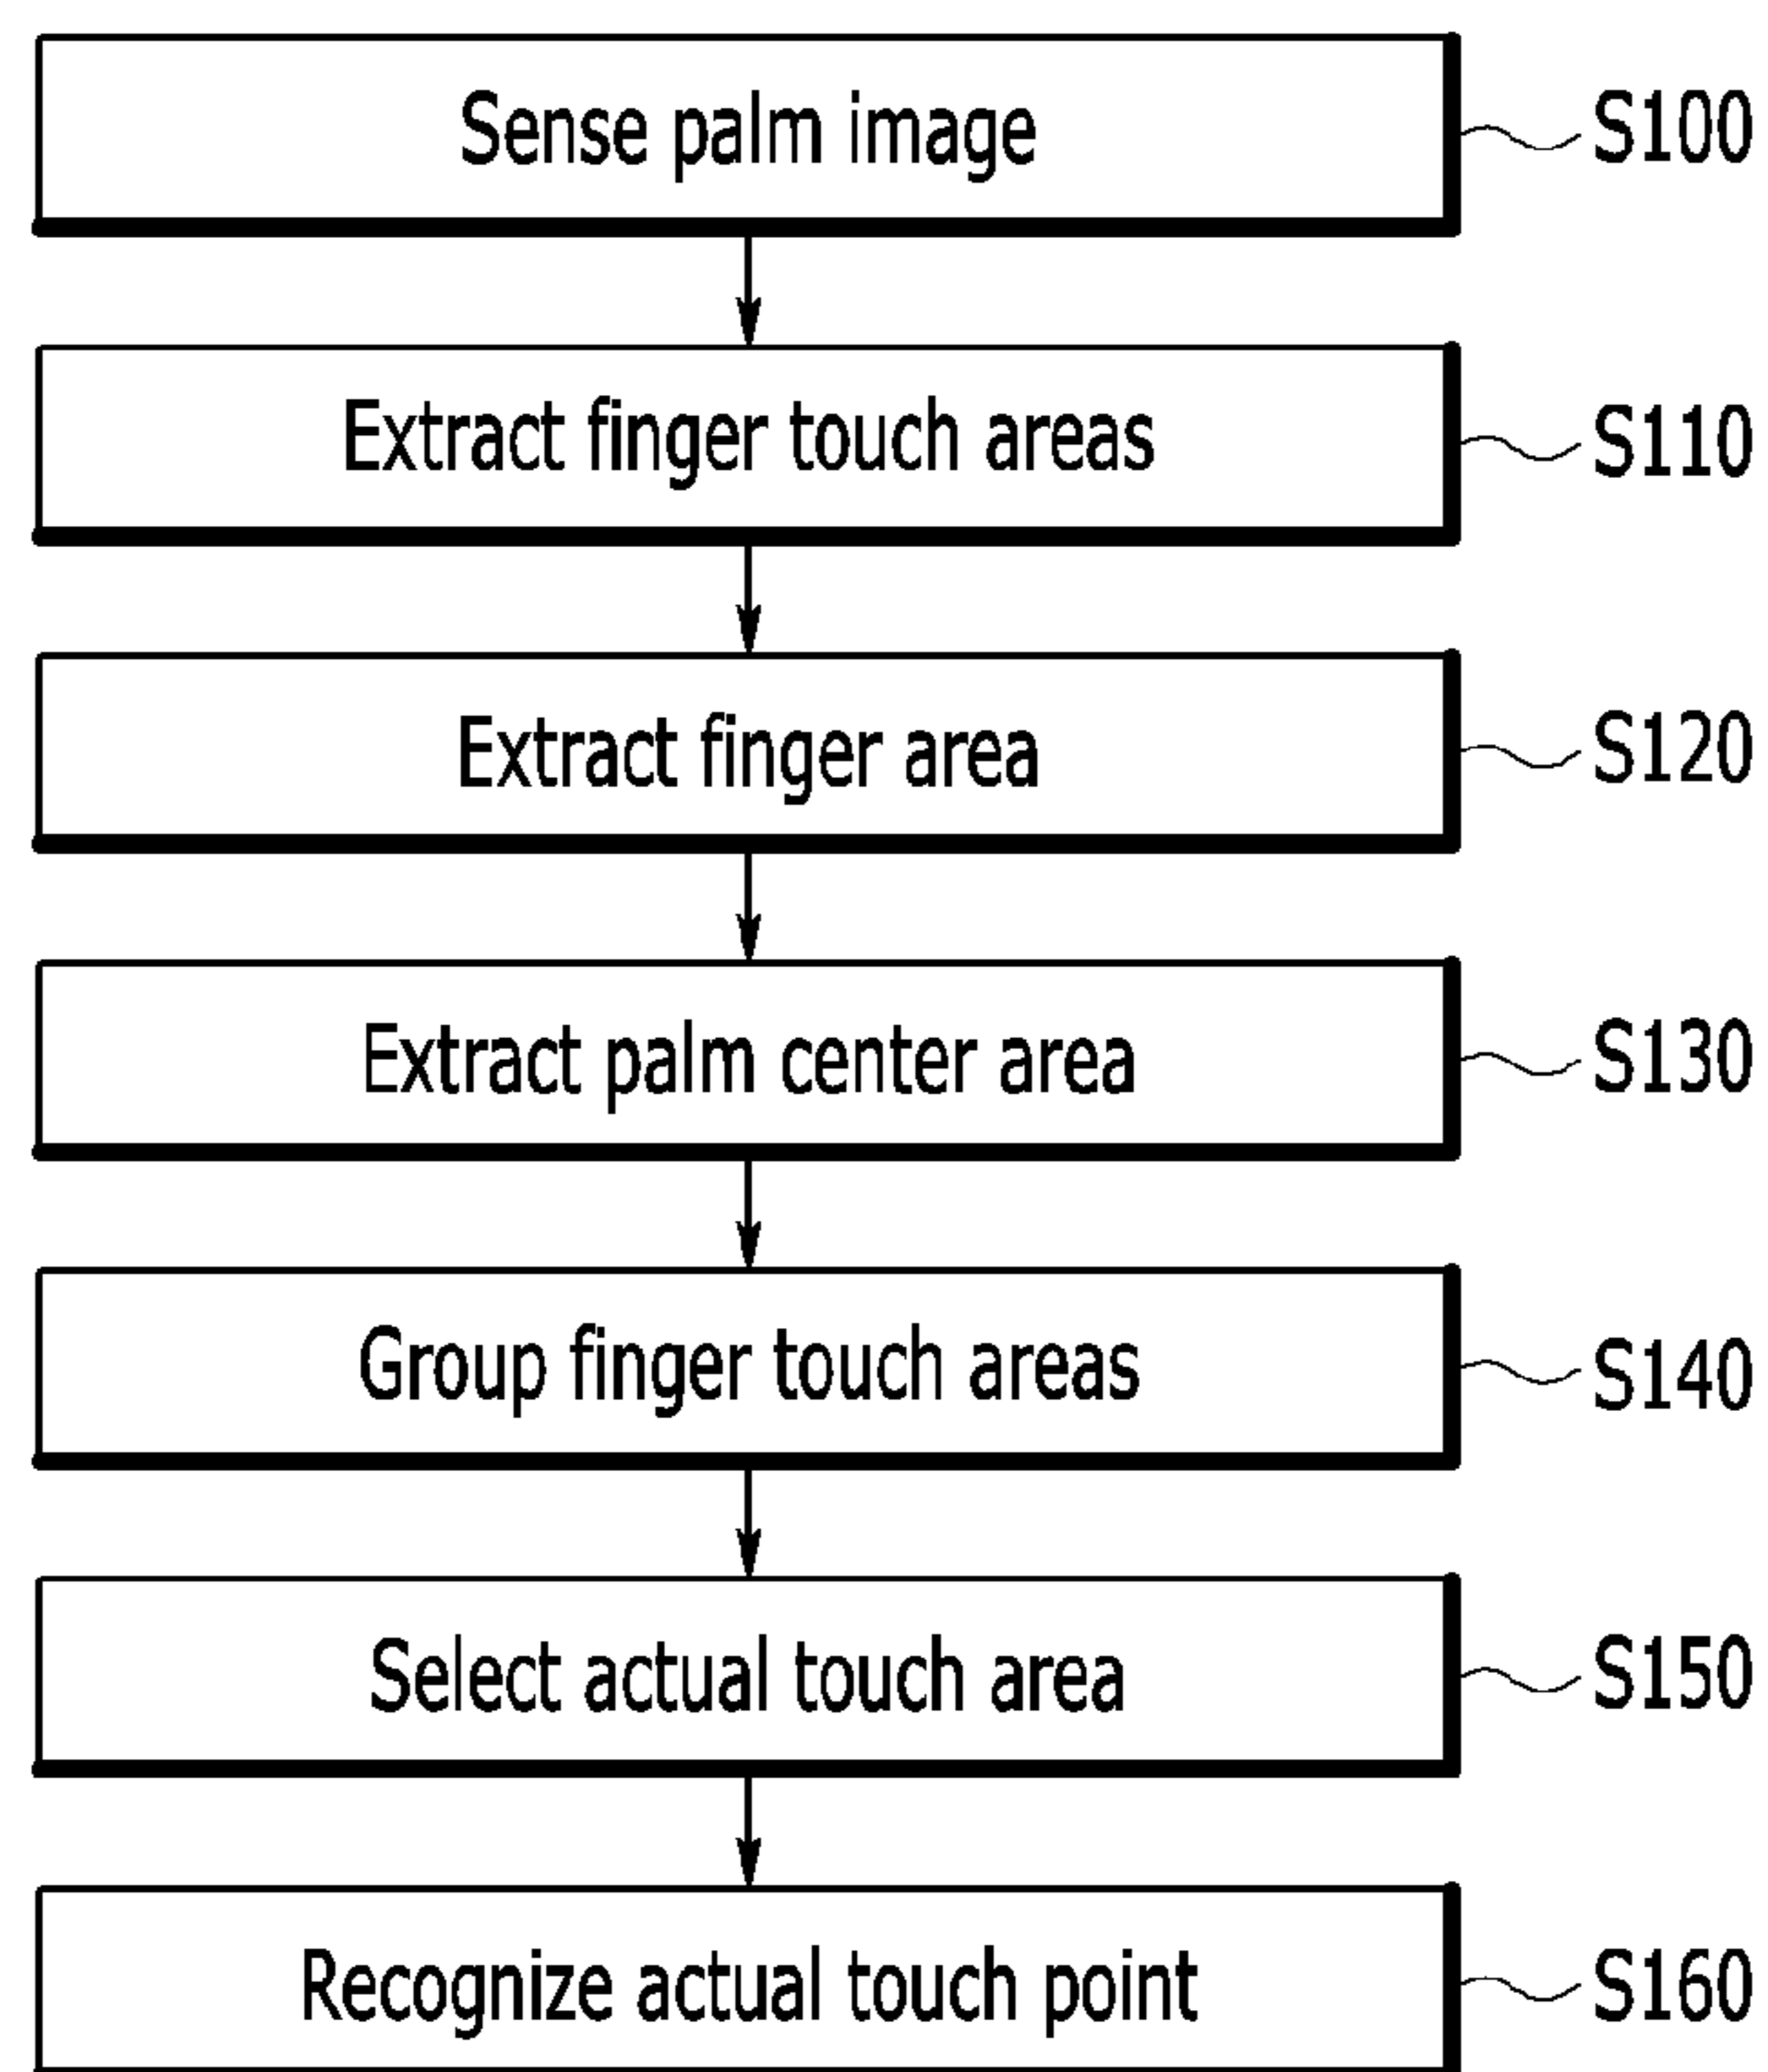 Sense palm image S100
Extract finger touch areas S110
Extract finger area S120
Extract palm center area S130
Group finger touch areas S140
Select actual touch area S150
Recognize actual touch point S160